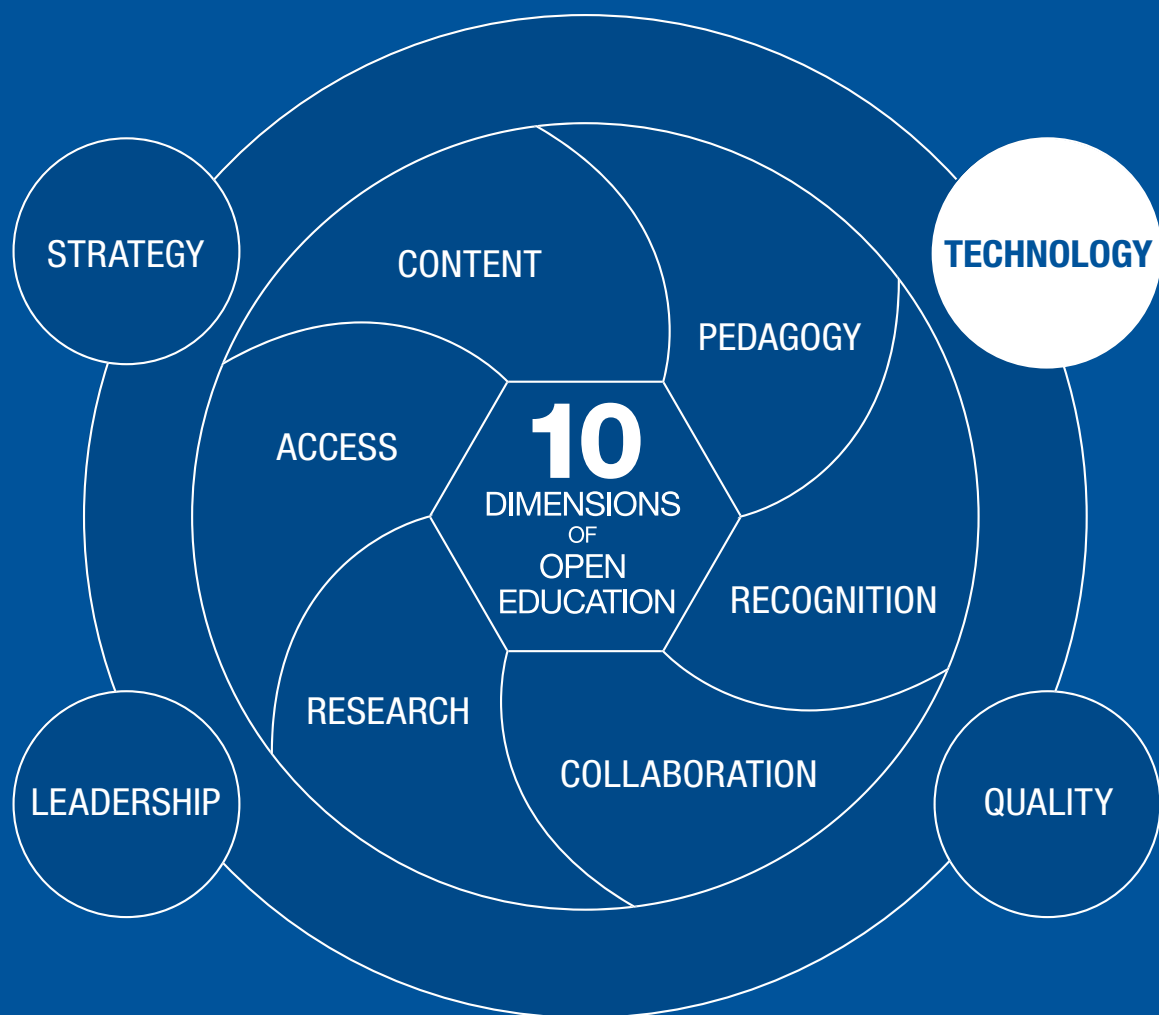 STRATEGY
TECHNOLOGY
CONTENT
PEDAGOGY
ACCESS
10
DIMENSIONS
OF
OPEN
EDUCATION
RECOGNITION
RESEARCH
COLLABORATION
LEADERSHIP
QUALITY